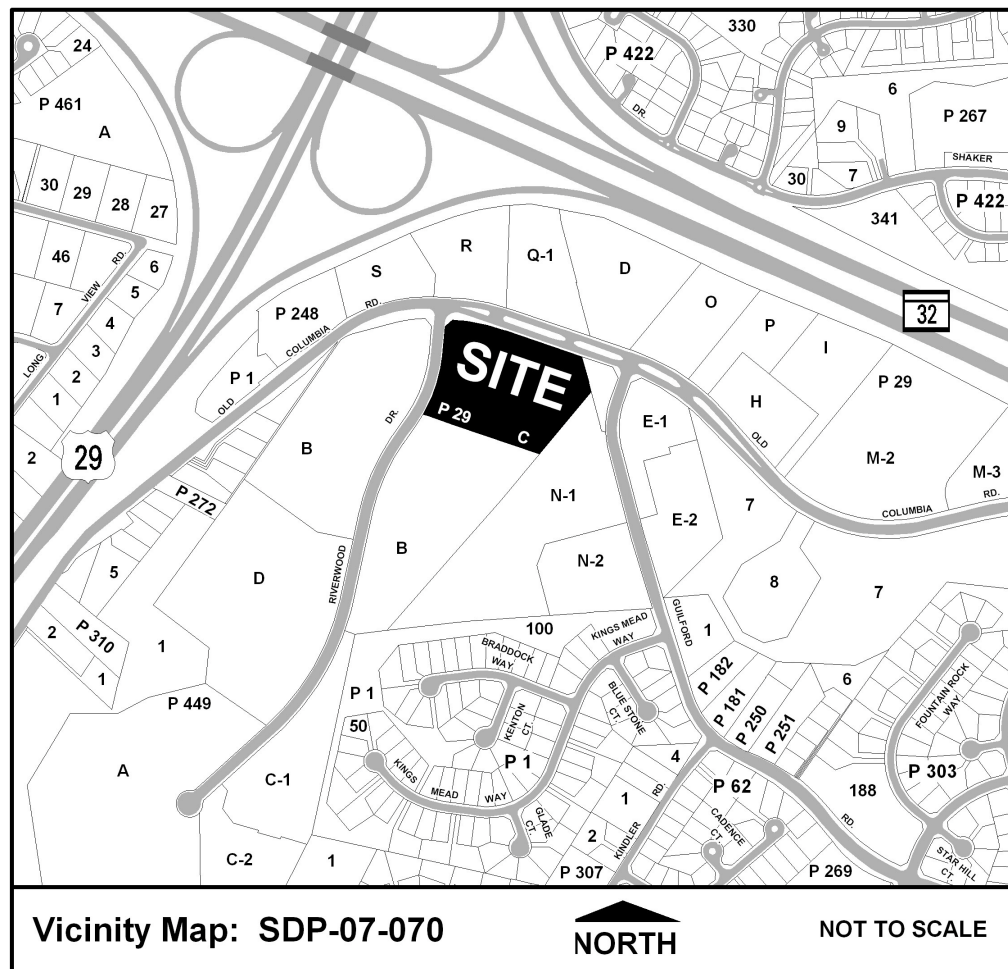 24
P 461
A
30
29
28
27
46
VIEW RD.
6
5
7
4
3
2
1
LONG
2
29
330
P 422
DR.
6
P 267
9
SHAKER
7
30
P 422
341
32
R
Q-1
D
S
RD.
P 248
COLUMBIA
P 1
OLD
O
P
I
P 29
H
OLD
M-2
M-3
RD.
COLUMBIA
SITE
P 29
C
DR.
B
E-1
N-1
E-2
7
P 272
B
N-2
8
7
5
D
RIVERWOOD
2
P 310
1
1
100
BRADDOCK
WAY
KINGS MEAD
WAY
GUILFORD
1
P 182
P 181
P 250
P 251
6
P 449
P 1
50
BLUE STONE
CT.
KENTON
CT.
P 1
FOUNTAIN ROCK
WAY
A
C-1
KINGS
MEAD
WAY
GLADE
CT.
4
1
RD.
P 62
188
P 303
CADENCE
CT.
RD.
2
KINDLER
C-2
1
P 307
P 269
STAR HILL
CT.
Vicinity Map: SDP-07-070
NORTH
NOT TO SCALE